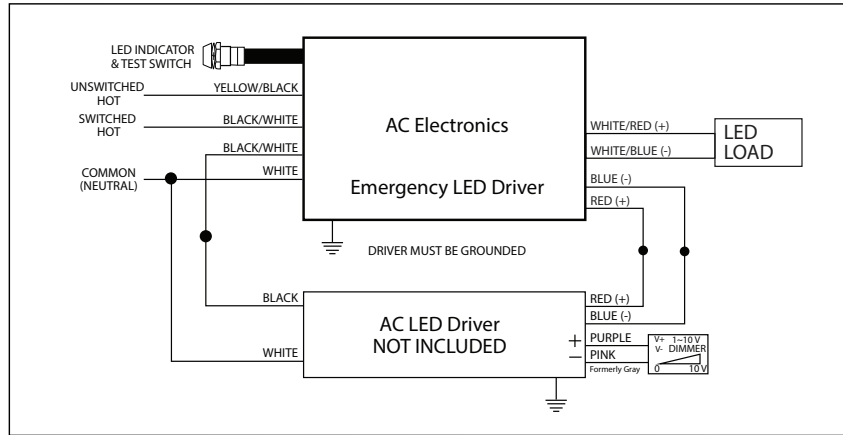 LED INDICATOR
& TEST SWITCH
UNSWITCHED
HOT
YELLOW/BLACK
SWITCHED
HOT
BLACK/WHITE
BLACK/WHITE
COMMON
(NEUTRAL)
WHITE
AC Electronics
Emergency LED Driver
WHITE/RED (+)
WHITE/BLUE (-)
LED
LOAD
BLUE (-)
RED (+)
DRIVER MUST BE GROUNDED
BLACK
WHITE
AC LED Driver
NOT INCLUDED
RED (+)
BLUE (-)
+ PURPLE
− PINK
Formerly Gray
V+ 1~10 V
V- DIMMER
0 10 V